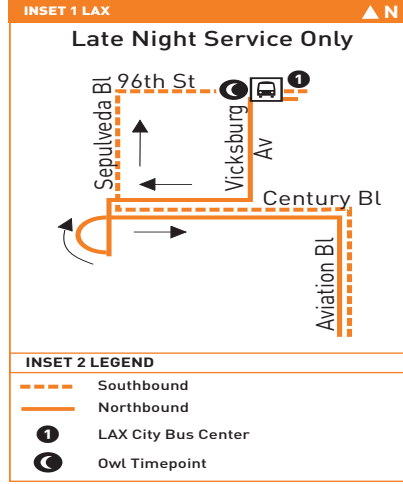 INSET 1 LAX
N
Late Night Service Only
96th St
1
Sepulveda Bl
Vicksburg
Av
Century Bl
Aviation Bl
INSET 2 LEGEND
Southbound
Northbound
1 LAX City Bus Center
Owl Timepoint